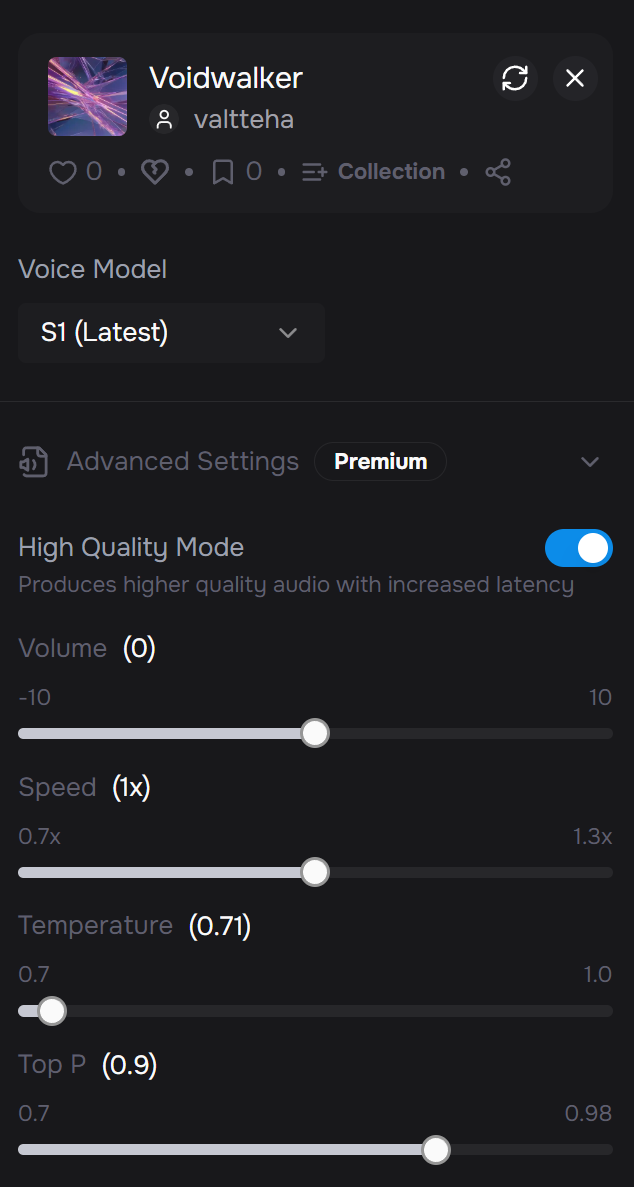 Voidwalker
valtteha
0 • • 0 • Collection •
Voice Model
S1 (Latest)
Advanced Settings Premium
High Quality Mode
Produces higher quality audio with increased latency
Volume (0)
-10 10
Speed (1x)
0.7x 1.3x
Temperature (0.71)
0.7 1.0
Top P (0.9)
0.7 0.98